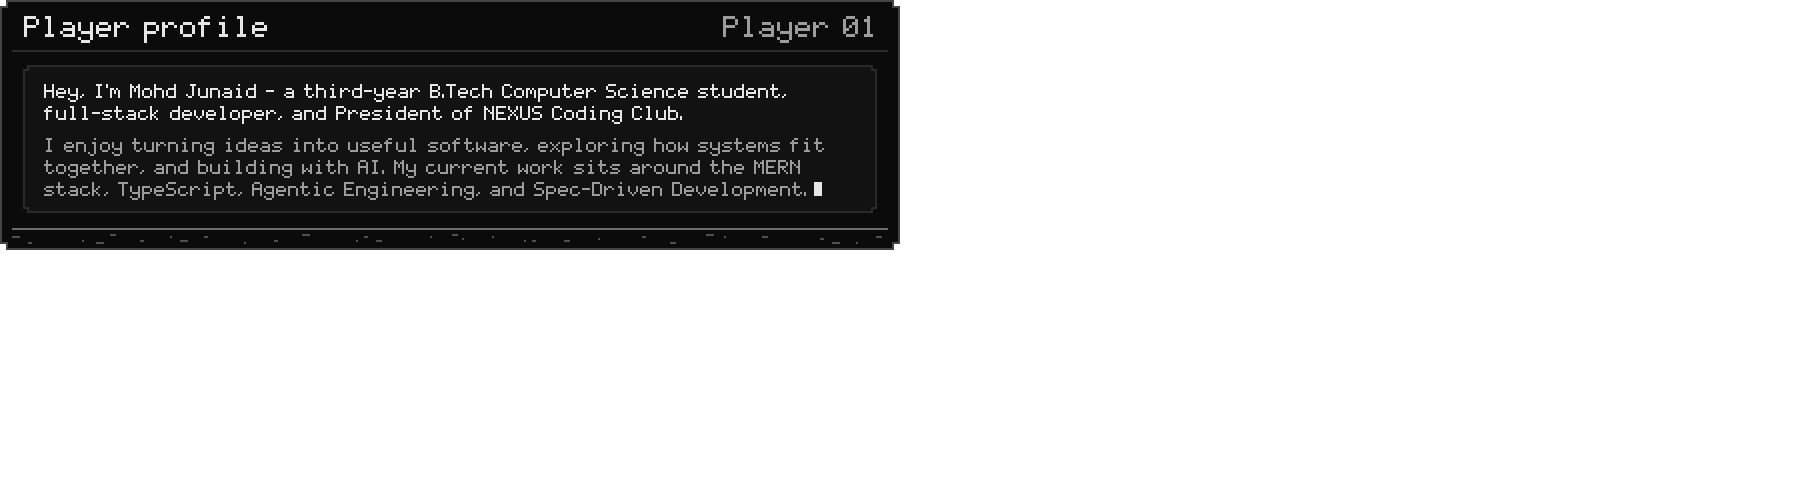 Player profile
Player 01
Hey, I'm Mohd Junaid - a third-year B.Tech Computer Science student,
full-stack developer, and President of NEXUS Coding Club.
I enjoy turning ideas into useful software, exploring how systems fit
together, and building with AI. My current work sits around the MERN
stack, TypeScript, Agentic Engineering, and Spec-Driven Development.